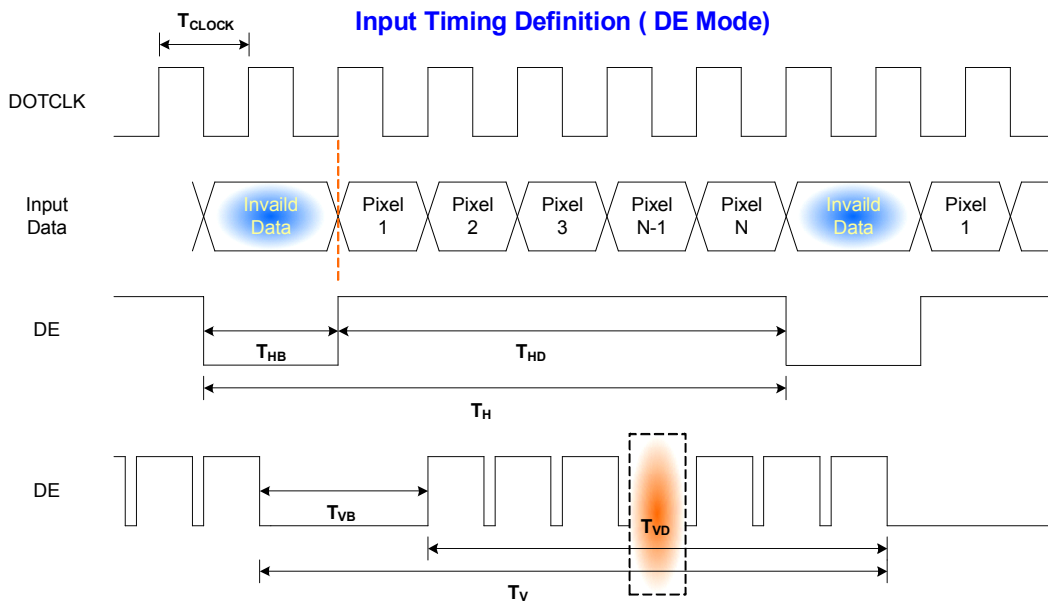 Input Timing Definition ( DE Mode)
TCLOCK
DOTCLK
Input
Data
Invaild
Data
Pixel
1
Pixel
2
Pixel
3
Pixel
N-1
Pixel
N
Invaild
Data
Pixel
1
DE
THB
THD
TH
DE
TVB
TVD
TV